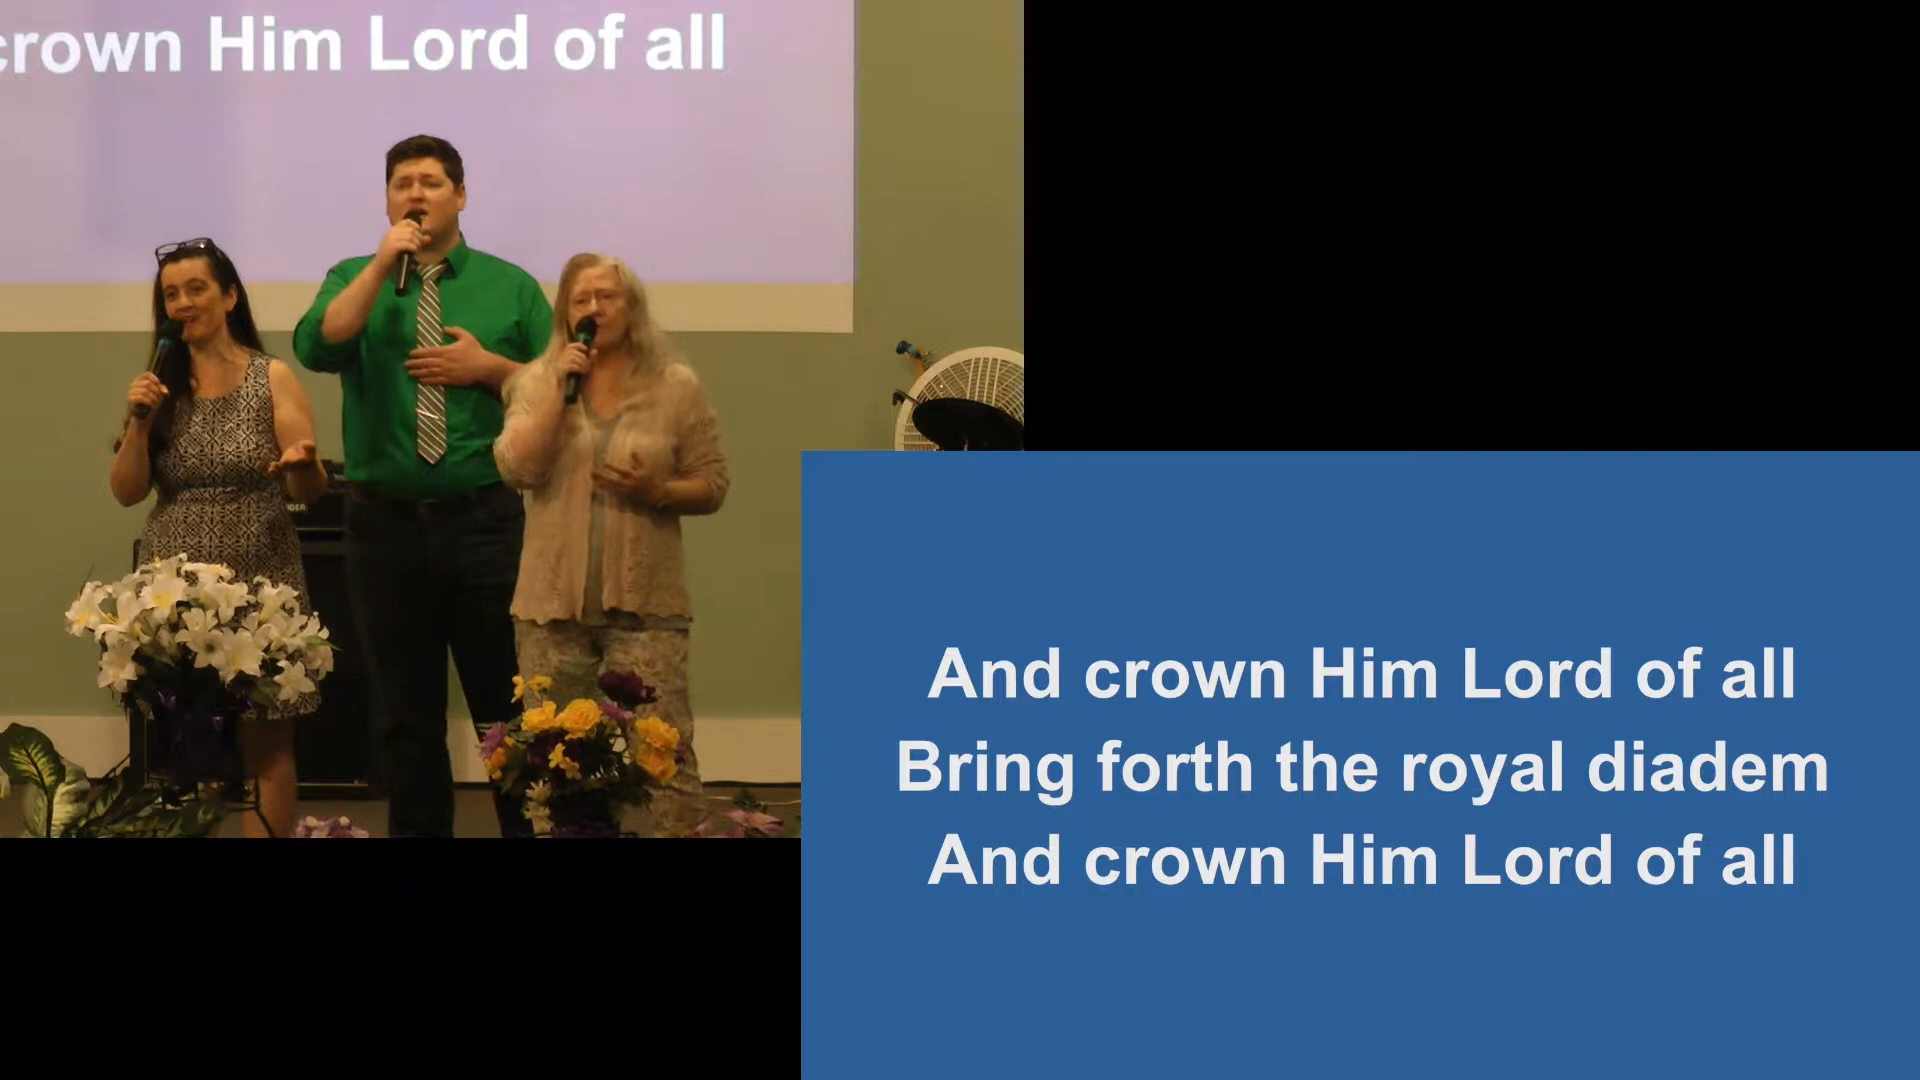 crown Him Lord of all
And crown Him Lord of all
Bring forth the royal diadem
And crown Him Lord of all